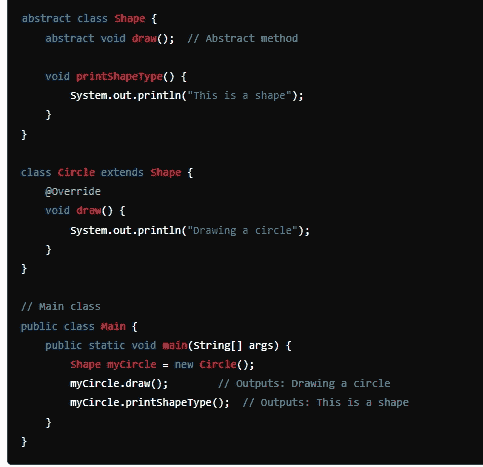 abstract class Shape {
    abstract void draw();  // Abstract method

    void printShapeType() {
        System.out.println("This is a shape");
    }
}

class Circle extends Shape {
    @Override
    void draw() {
        System.out.println("Drawing a circle");
    }
}

// Main class
public class Main {
    public static void main(String[] args) {
        Shape myCircle = new Circle();
        myCircle.draw();        // Outputs: Drawing a circle
        myCircle.printShapeType();  // Outputs: This is a shape
    }
}